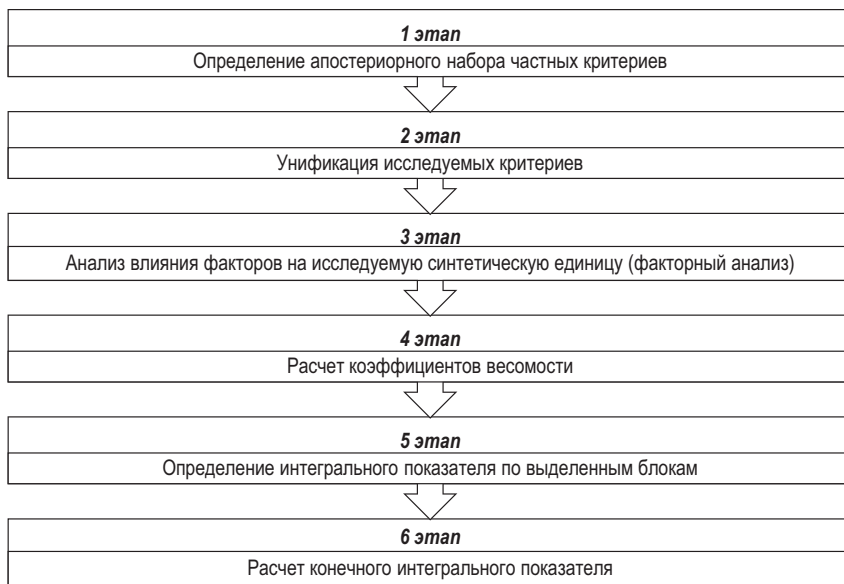 1 этап
Определение апостериорного набора частных критериев
2 этап
Унификация исследуемых критериев
3 этап
Анализ влияния факторов на исследуемую синтетическую единицу (факторный анализ)
4 этап
Расчет коэффициентов весомости
5 этап
Определение интегрального показателя по выделенным блокам
6 этап
Расчет конечного интегрального показателя